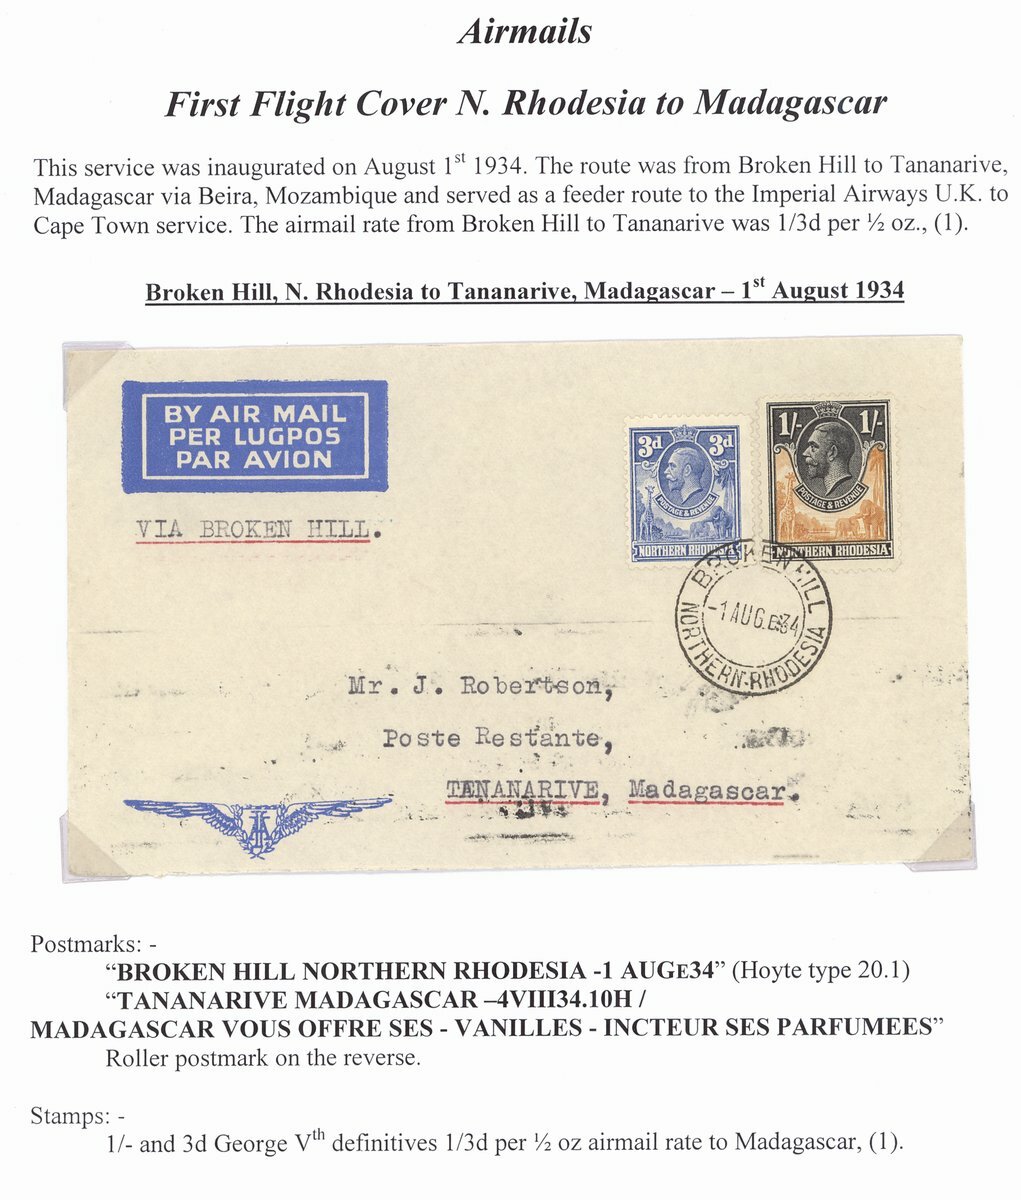 Airmails
First Flight Cover N. Rhodesia to Madagascar
This service was inaugurated on August 1st 1934. The route was from Broken Hill to Tananarive,
Madagascar via Beira, Mozambique and served as a feeder route to the Imperial Airways U.K. to
Cape Town service. The airmail rate from Broken Hill to Tananarive was 1/3d per ½ oz., (1).
Broken Hill, N. Rhodesia to Tananarive, Madagascar – 1st August 1934
BY AIR MAIL
PER LUGPOS
PAR AVION
VIA BROKEN HILL.
3d 3d
POSTAGE & REVENUE
NORTHERN RHODESIA
1/- 1/-
POSTAGE & REVENUE
NORTHERN RHODESIA
BROKEN HILL
-1 AUG.E34
NORTHERN-RHODESIA
Mr. J. Robertson,
Poste Restante,
TANANARIVE, Madagascar.
Postmarks: -
“BROKEN HILL NORTHERN RHODESIA -1 AUGE34” (Hoyte type 20.1)
“TANANARIVE MADAGASCAR –4VIII34.10H /
MADAGASCAR VOUS OFFRE SES - VANILLES - INCTEUR SES PARFUMEES”
Roller postmark on the reverse.
Stamps: -
1/- and 3d George Vth definitives 1/3d per ½ oz airmail rate to Madagascar, (1).